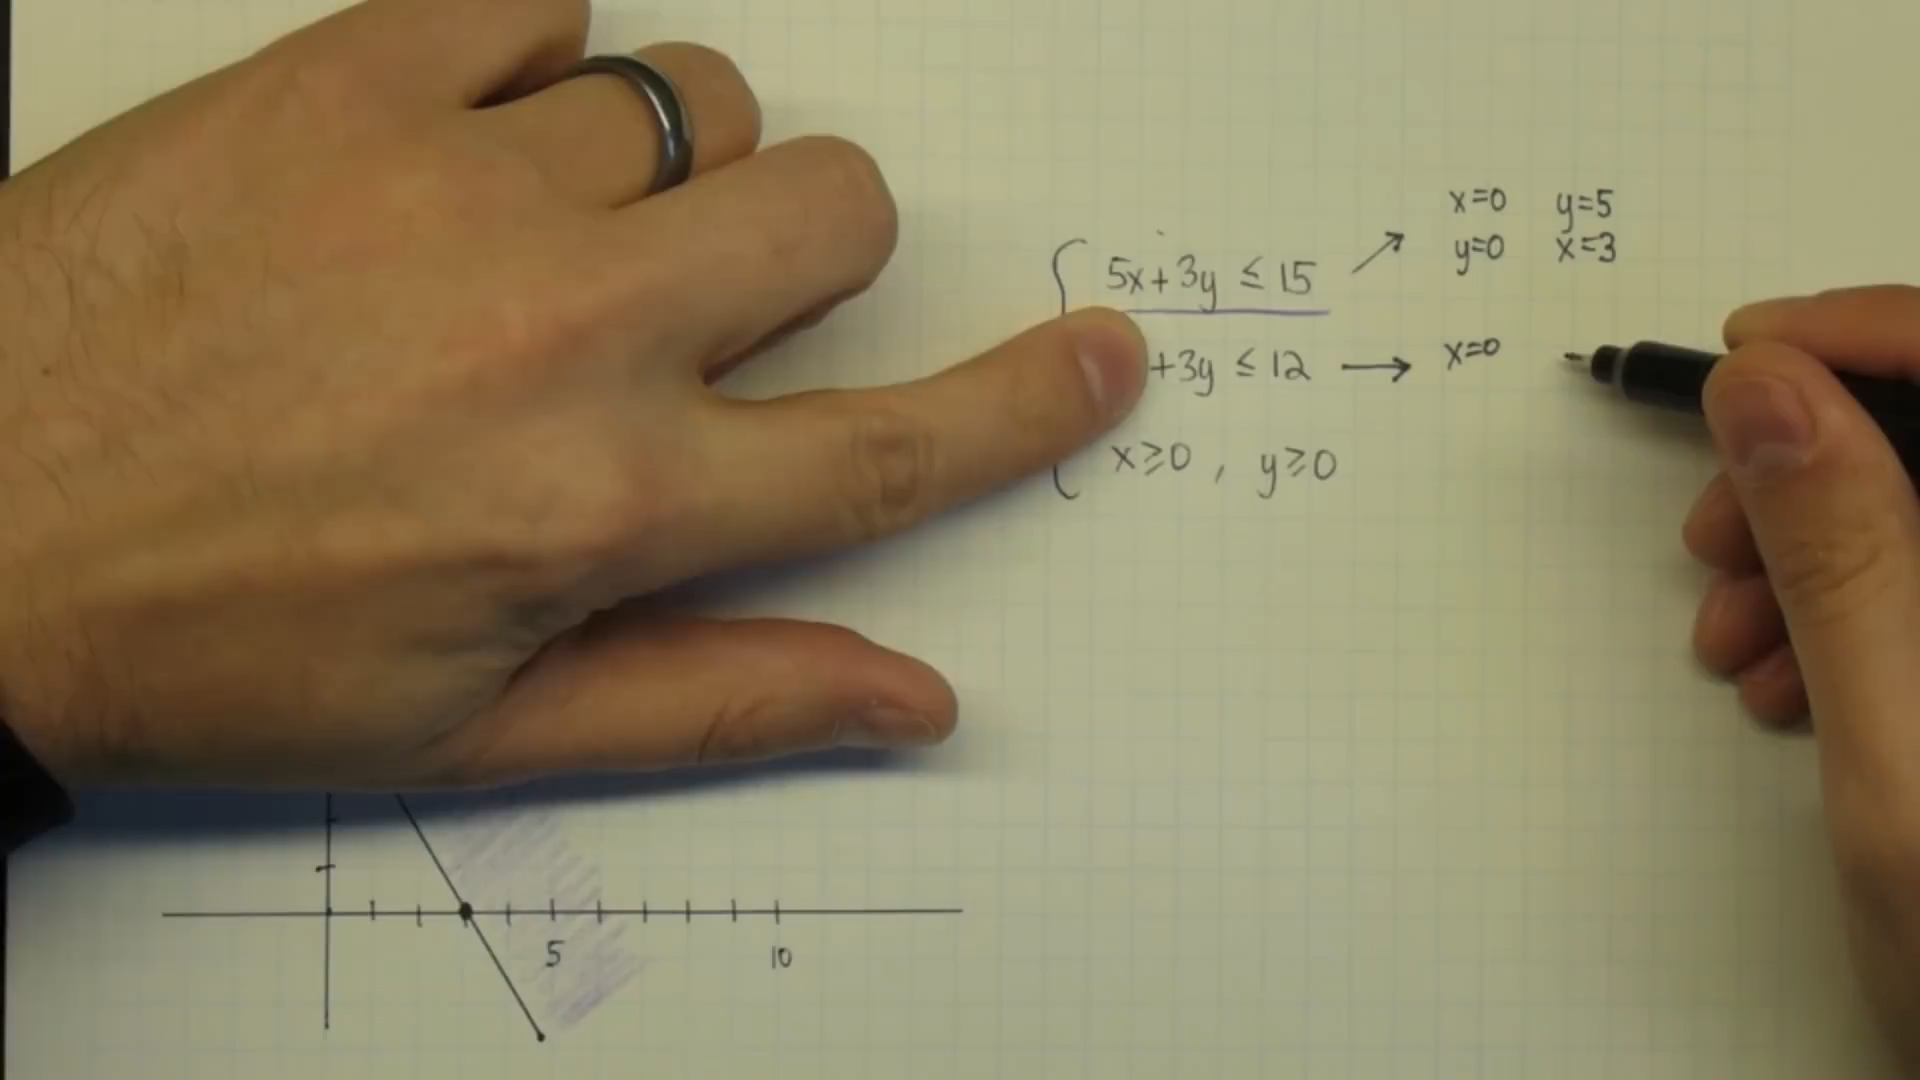 x=0 y=5
y=0 x=3
5x+3y ≤ 15
+3y ≤ 12 → x=0
x≥0 , y≥0
5 10